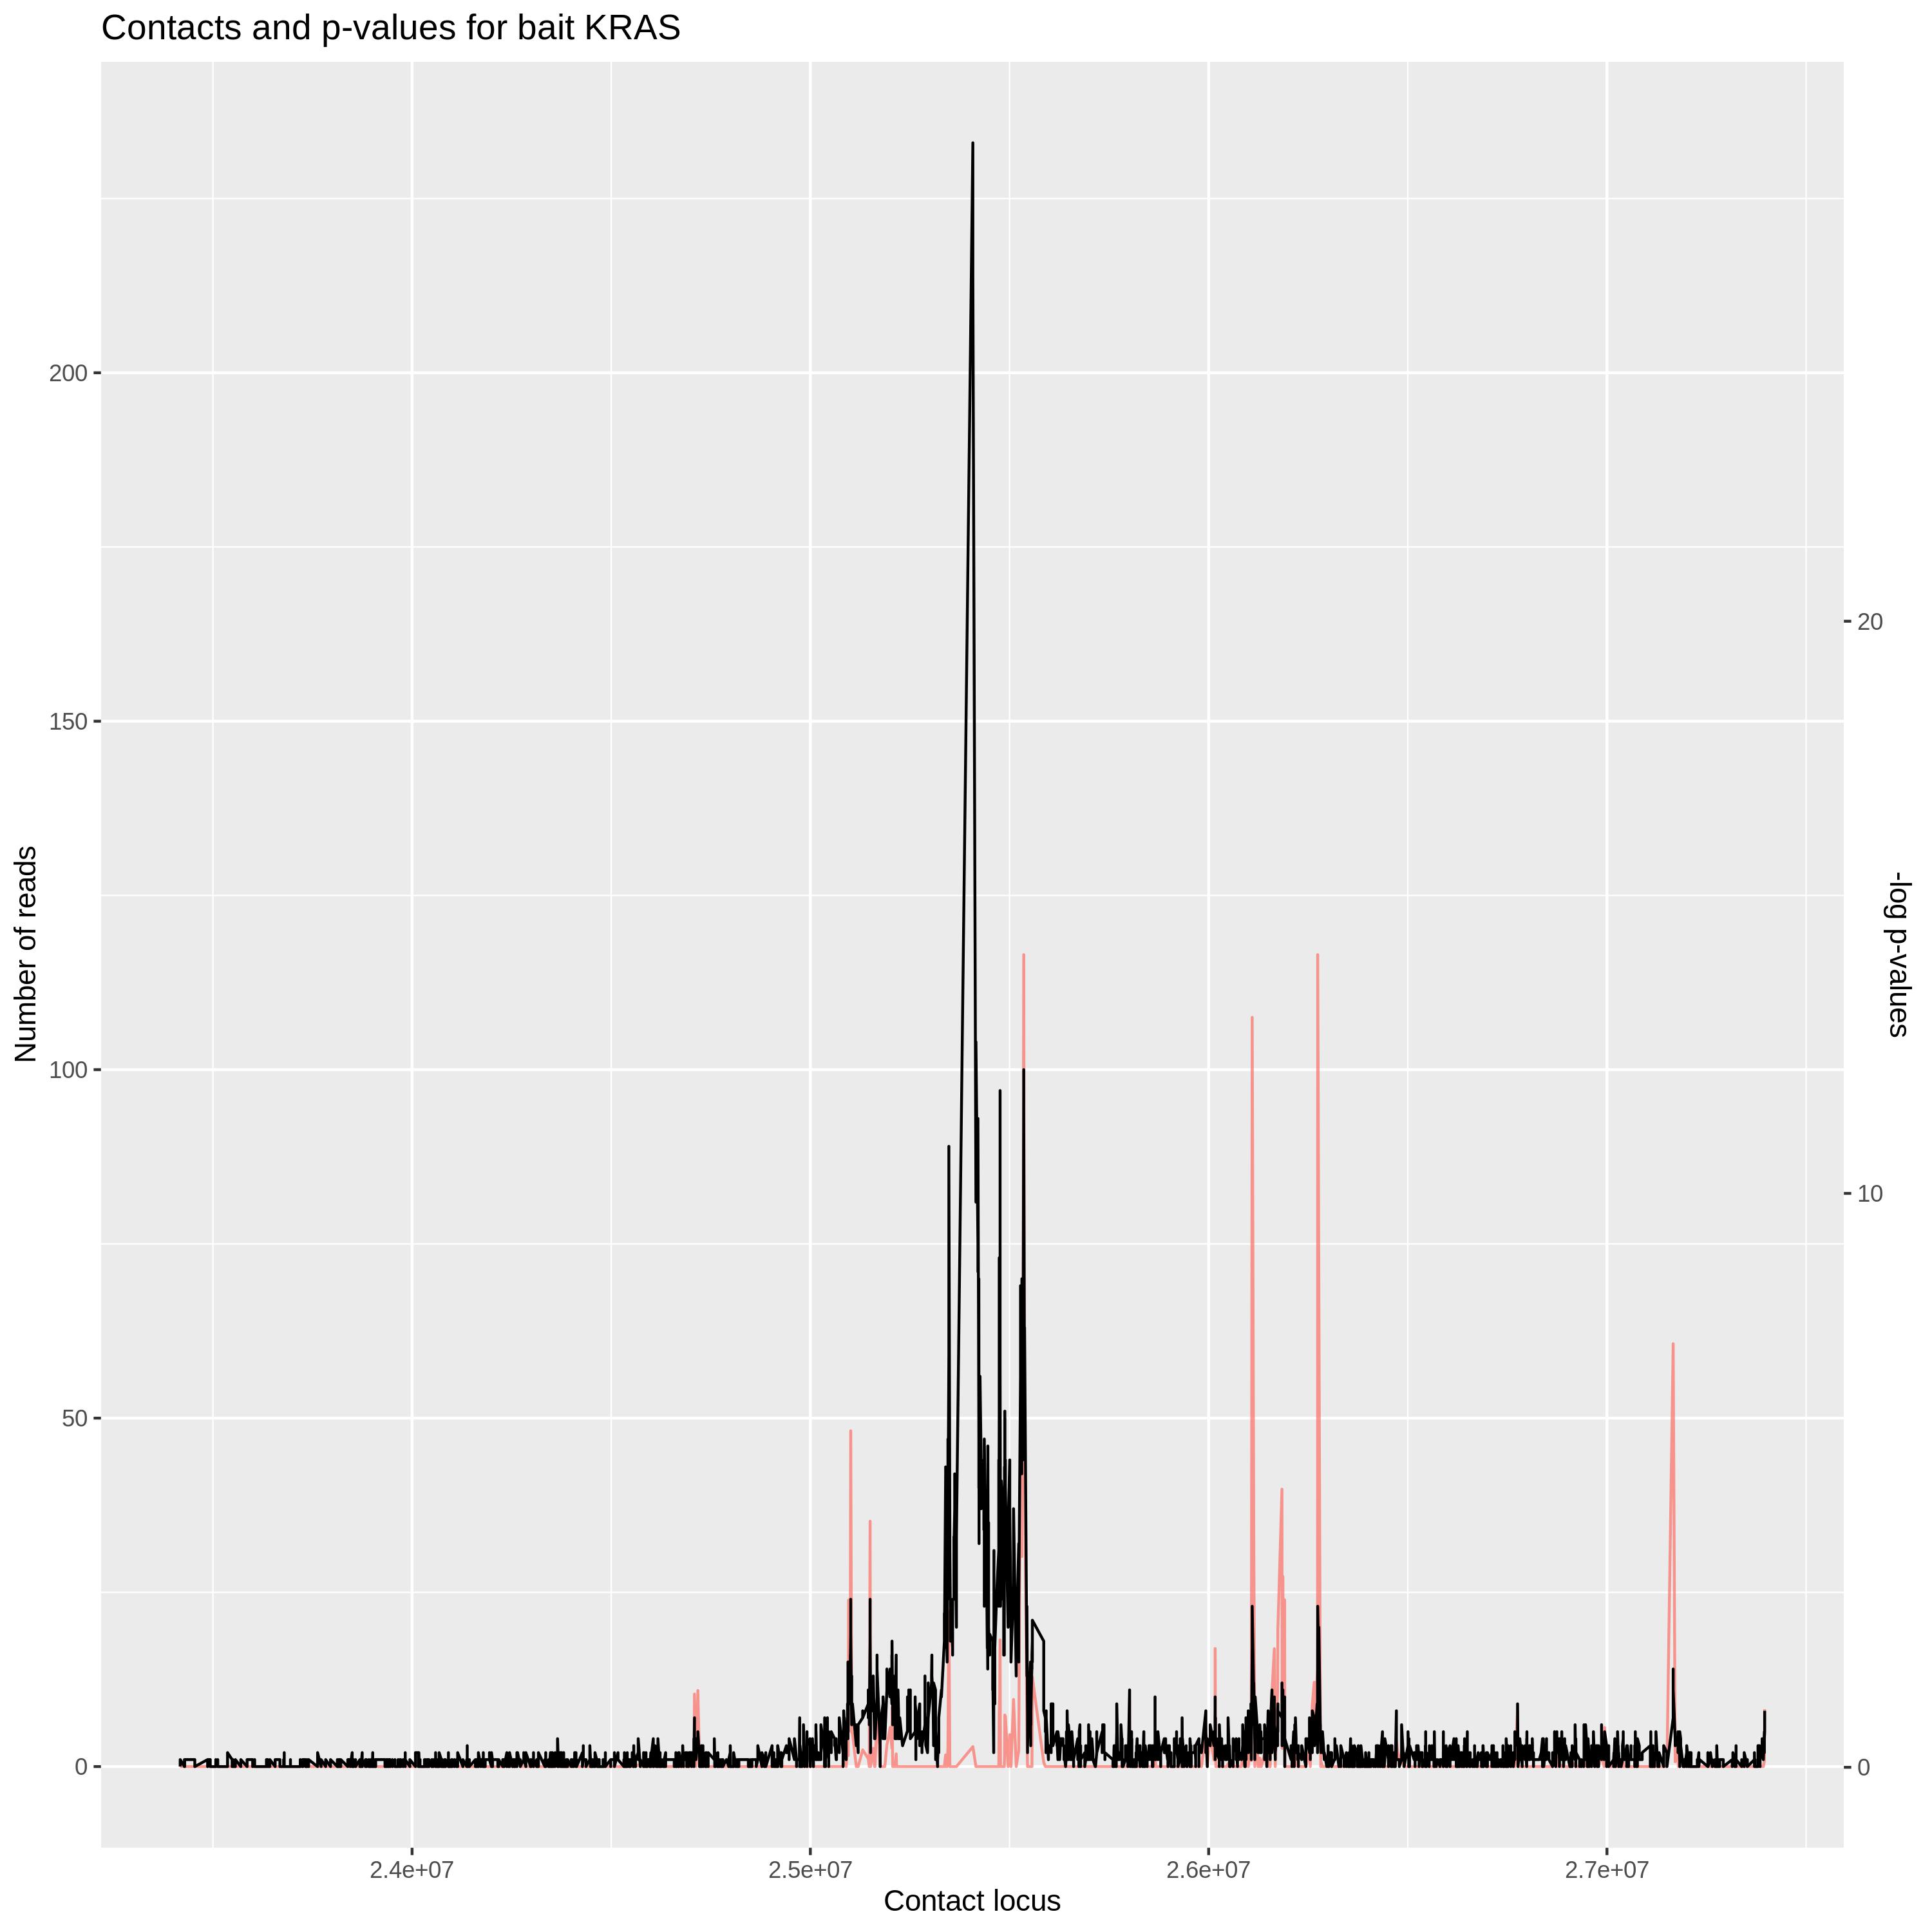 Contacts and p-values for bait KRAS
Number of reads
200
150
100
50
0
20
10
0
-log p-values
2.4e+07
2.5e+07
2.6e+07
2.7e+07
Contact locus